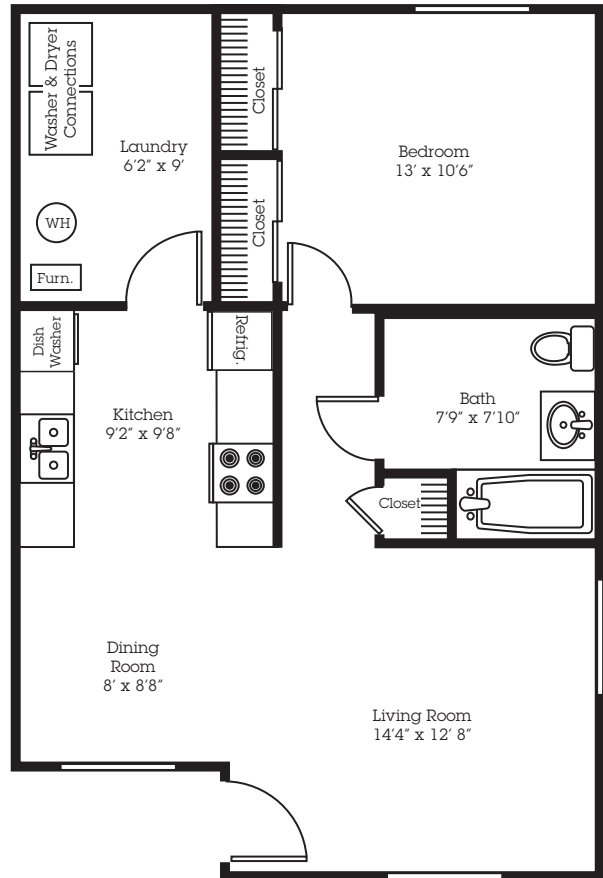 Washer & Dryer
Connections
Laundry
6'2" x 9'
WH
Furn.
Closet
Closet
Bedroom
13' x 10'6"
Dish
Washer
Refrig.
Kitchen
9'2" x 9'8"
Bath
7'9" x 7'10"
Closet
Dining
Room
8' x 8'8"
Living Room
14'4" x 12' 8"